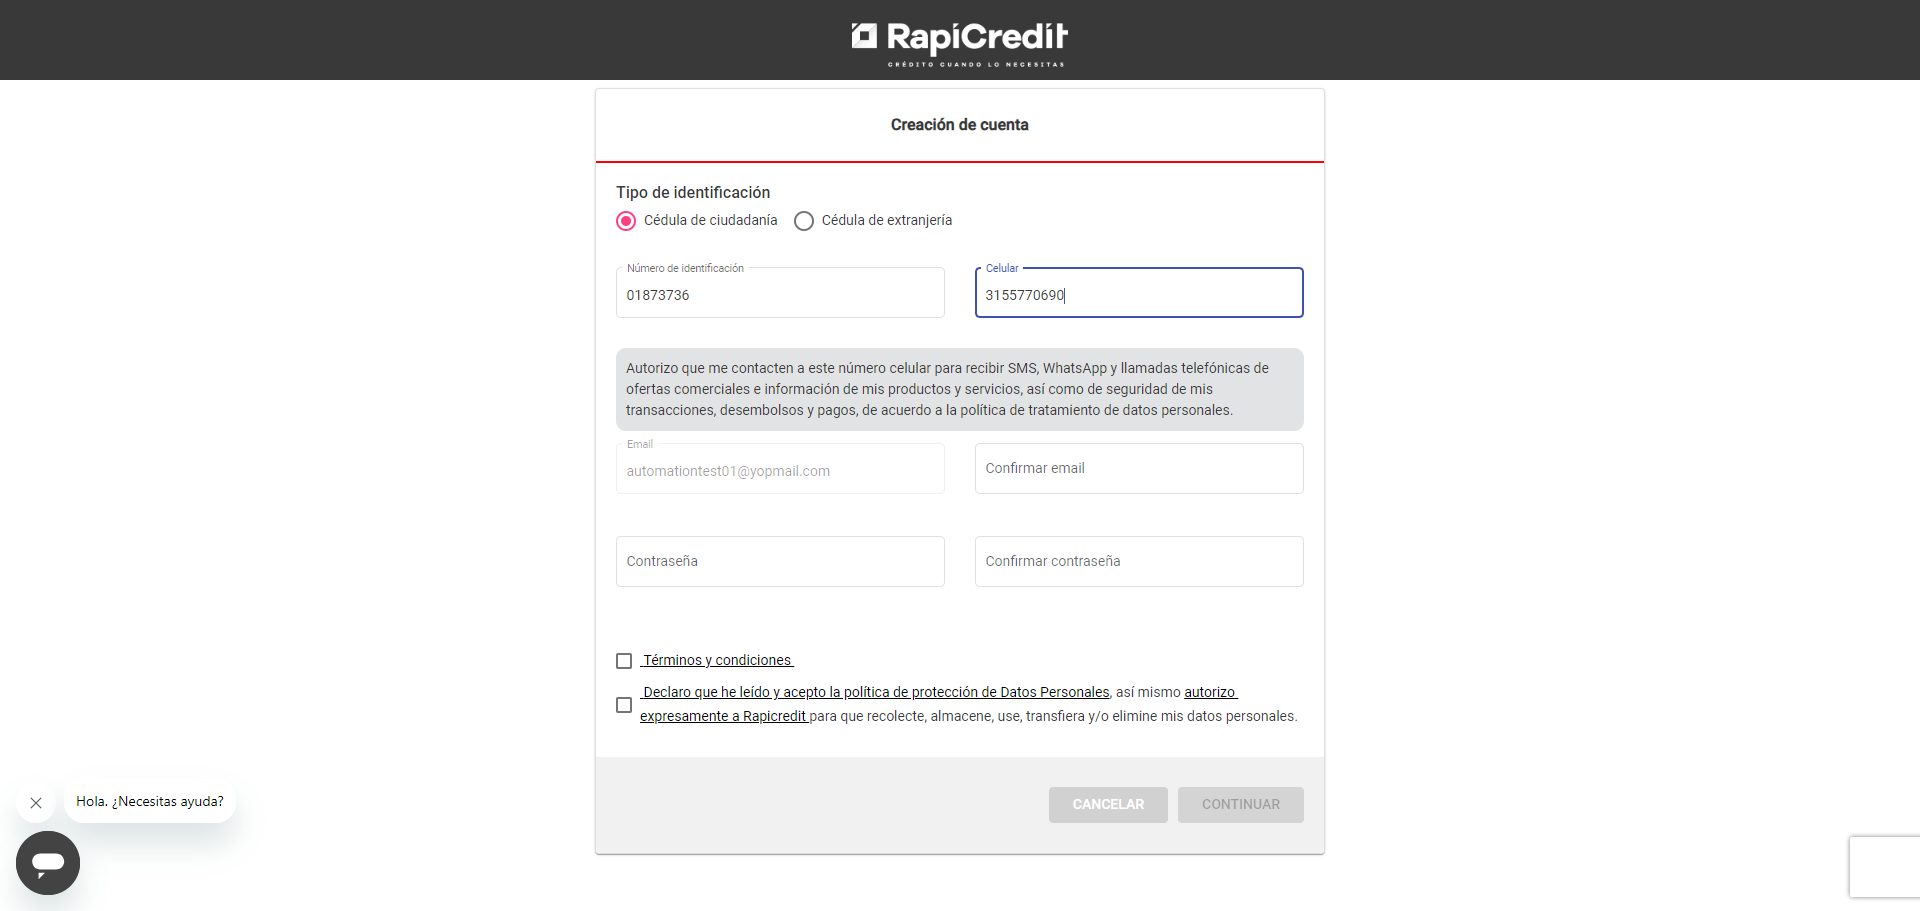 RapiCredit
CRÉDITO CUANDO LO NECESITAS
Creación de cuenta
Tipo de identificación
Cédula de ciudadanía
Cédula de extranjería
Número de identificación
01873736
Celular
3155770690
Autorizo que me contacten a este número celular para recibir SMS, WhatsApp y llamadas telefónicas de
ofertas comerciales e información de mis productos y servicios, así como de seguridad de mis
transacciones, desembolsos y pagos, de acuerdo a la política de tratamiento de datos personales.
Email
automationtest01@yopmail.com
Confirmar email
Contraseña
Confirmar contraseña
Términos y condiciones
Declaro que he leído y acepto la política de protección de Datos Personales, así mismo autorizo
expresamente a Rapicredit para que recolecte, almacene, use, transfiera y/o elimine mis datos personales.
CANCELAR
CONTINUAR
Hola. ¿Necesitas ayuda?